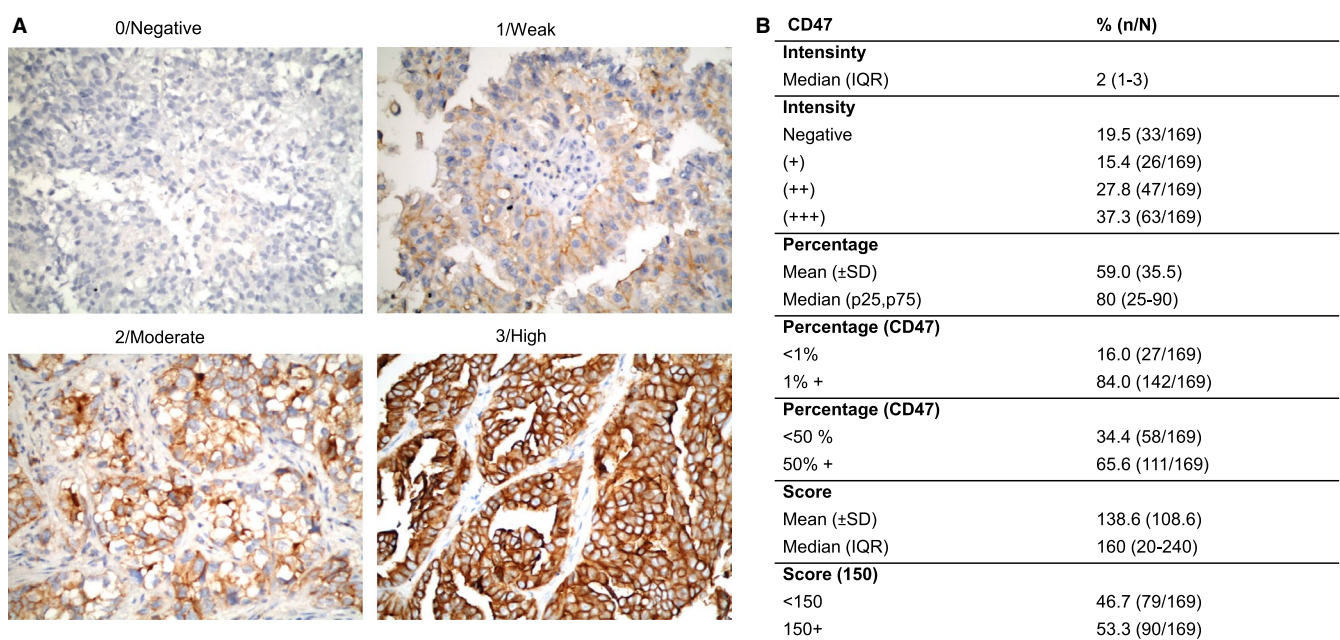 A
0/Negative
1/Weak
2/Moderate
3/High
B
CD47 % (n/N)
Intensinty
Median (IQR) 2 (1-3)
Intensity
Negative 19.5 (33/169)
(+) 15.4 (26/169)
(++) 27.8 (47/169)
(+++) 37.3 (63/169)
Percentage
Mean (±SD) 59.0 (35.5)
Median (p25,p75) 80 (25-90)
Percentage (CD47)
<1% 16.0 (27/169)
1% + 84.0 (142/169)
Percentage (CD47)
<50 % 34.4 (58/169)
50% + 65.6 (111/169)
Score
Mean (±SD) 138.6 (108.6)
Median (IQR) 160 (20-240)
Score (150)
<150 46.7 (79/169)
150+ 53.3 (90/169)